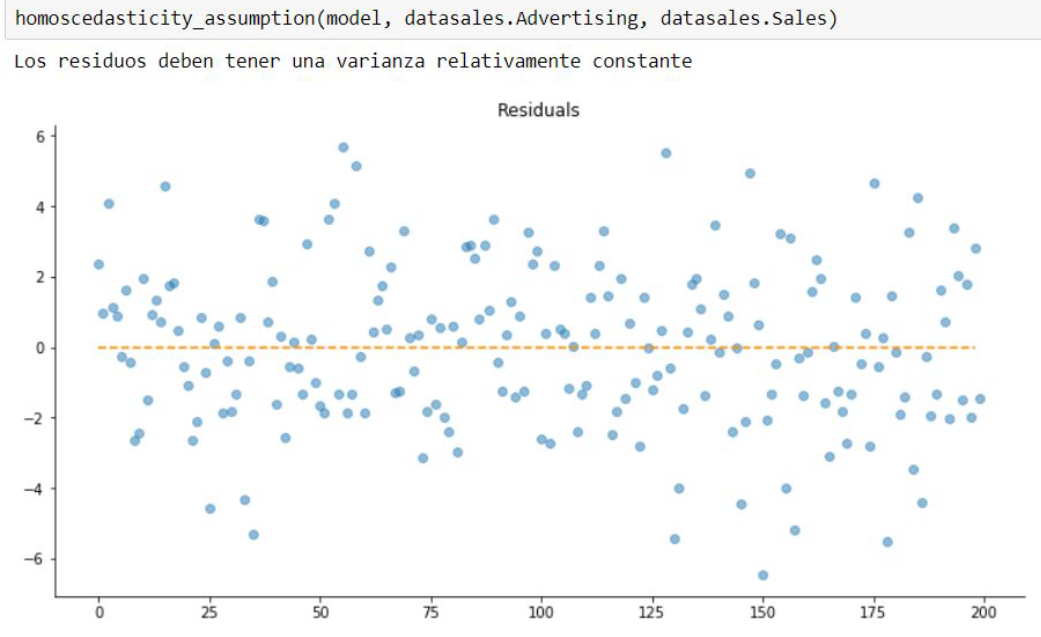 homoscedasticity_assumption(model, datasales.Advertising, datasales.Sales)
Los residuos deben tener una varianza relativamente constante
Residuals
6
4
2
0
−2
−4
−6
0 25 50 75 100 125 150 175 200